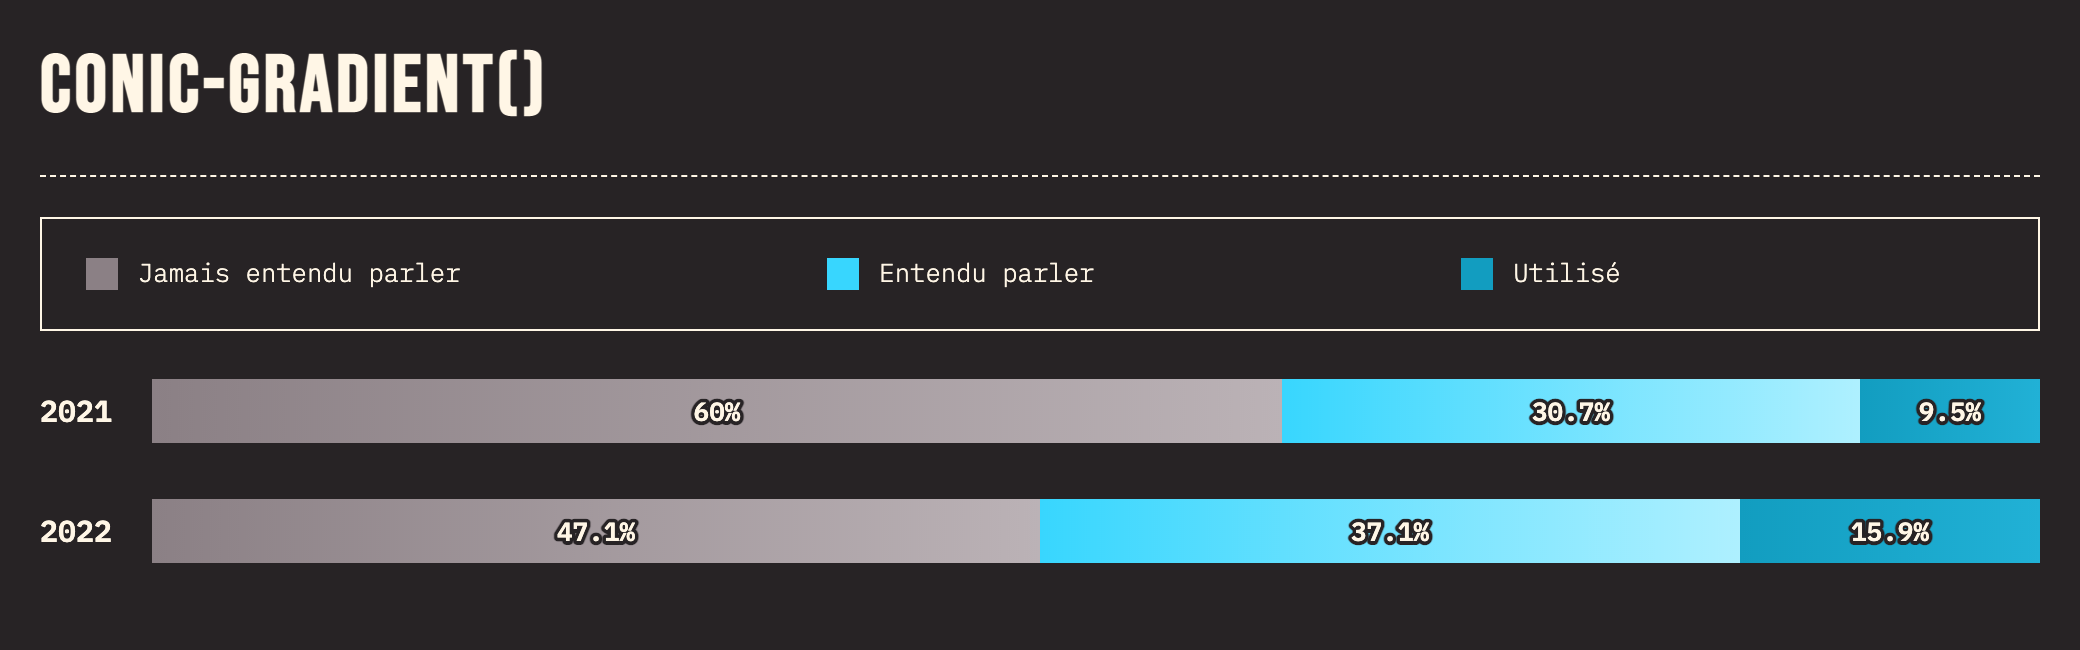 CONIC-GRADIENT()
Jamais entendu parler
Entendu parler
Utilisé
2021 60% 30.7% 9.5%
2022 47.1% 37.1% 15.9%